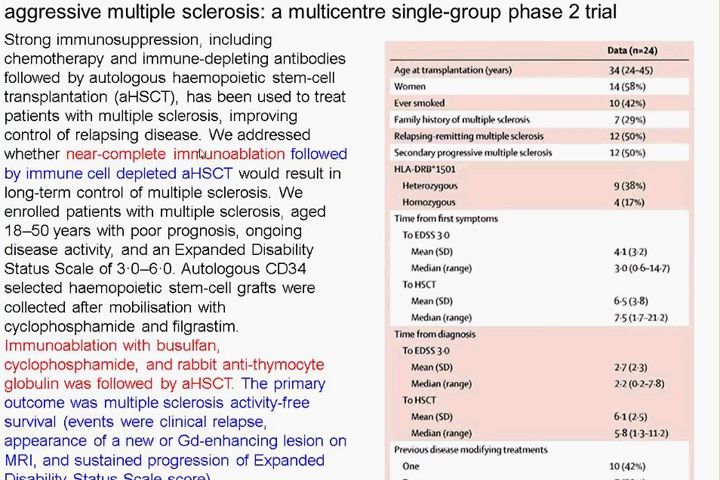 aggressive multiple sclerosis: a multicentre single-group phase 2 trial
Strong immunosuppression, including
chemotherapy and immune-depleting antibodies
followed by autologous haemopoietic stem-cell
transplantation (aHSCT), has been used to treat
patients with multiple sclerosis, improving
control of relapsing disease. We addressed
whether near-complete immunoablation followed
by immune cell depleted aHSCT would result in
long-term control of multiple sclerosis. We
enrolled patients with multiple sclerosis, aged
18–50 years with poor prognosis, ongoing
disease activity, and an Expanded Disability
Status Scale of 3·0–6·0. Autologous CD34
selected haemopoietic stem-cell grafts were
collected after mobilisation with
cyclophosphamide and filgrastim.
Immunoablation with busulfan,
cyclophosphamide, and rabbit anti-thymocyte
globulin was followed by aHSCT. The primary
outcome was multiple sclerosis activity-free
survival (events were clinical relapse,
appearance of a new or Gd-enhancing lesion on
MRI, and sustained progression of Expanded
Disability Status Scale score)
Data (n=24)
Age at transplantation (years) 34 (24–45)
Women 14 (58%)
Ever smoked 10 (42%)
Family history of multiple sclerosis 7 (29%)
Relapsing-remitting multiple sclerosis 12 (50%)
Secondary progressive multiple sclerosis 12 (50%)
HLA-DRB*1501
Heterozygous 9 (38%)
Homozygous 4 (17%)
Time from first symptoms
To EDSS 3·0
Mean (SD) 4·1 (3·2)
Median (range) 3·0 (0·6–14·7)
To HSCT
Mean (SD) 6·5 (3·8)
Median (range) 7·5 (1·7–21·2)
Time from diagnosis
To EDSS 3·0
Mean (SD) 2·7 (2·3)
Median (range) 2·2 (0·2–7·8)
To HSCT
Mean (SD) 6·1 (2·5)
Median (range) 5·8 (1·3–11·2)
Previous disease modifying treatments
One 10 (42%)